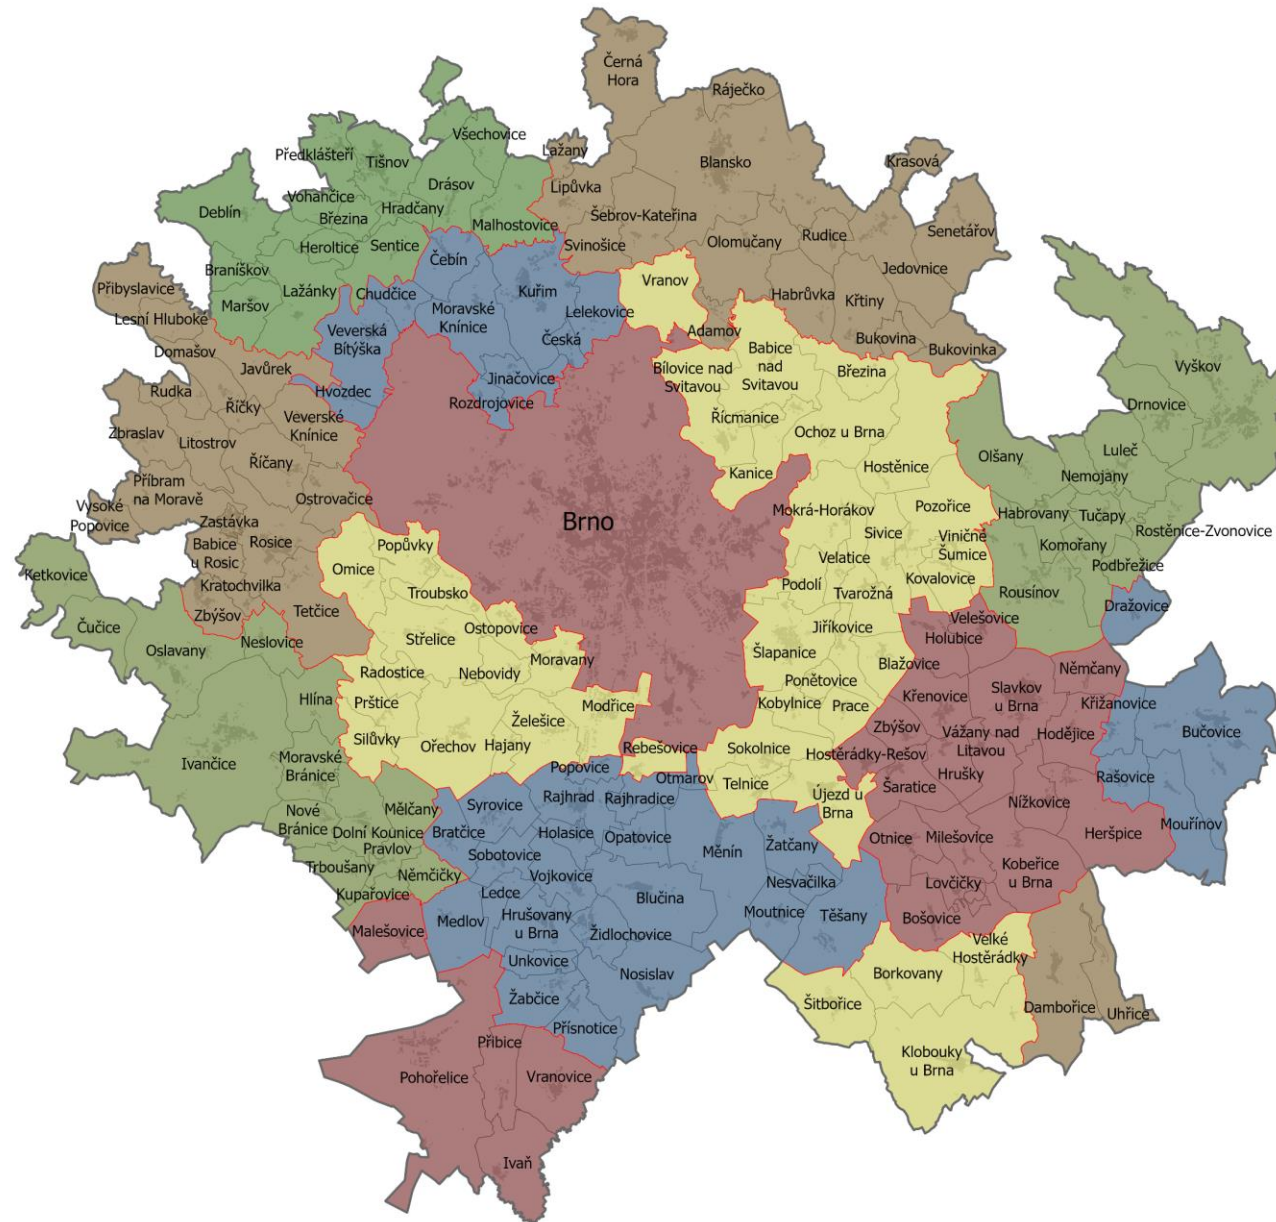 Černá
Hora
Ráječko
Všechovice
Lažany
Předklášteří
Tišnov
Blansko
Krasová
Drásov
Lipůvka
Vohančice
Hradčany
Deblín
Březina
Malhostovice
Šebrov-Kateřina
Senetářov
Olomučany
Rudice
Heroltice
Sentice
Svinošice
Čebín
Braníškov
Jedovnice
Vranov
Kuřim
Přibyslavice
Maršov
Lažánky
Chudčice
Habrůvka
Křtiny
Moravské
Knínice
Lelekovice
Lesní Hluboké
Veverská
Bítýška
Adamov
Bukovina
Česká
Domašov
Babice
nad
Svitavou
Bukovinka
Javůrek
Bílovice nad
Svitavou
Březina
Vyškov
Jinačovice
Rudka
Hvozdec
Rozdrojovice
Drnovice
Říčky
Veverské
Knínice
Řícmanice
Zbraslav
Litostrov
Ochoz u Brna
Olšany
Luleč
Říčany
Hostěnice
Nemojany
Kanice
Příbram
na Moravě
Ostrovačice
Vysoké
Popovice
Mokrá-Horákov
Pozořice
Habrovany
Tučapy
Zastávka
Brno
Rostěnice-Zvonovice
Rosice
Popůvky
Sivice
Viničné
Šumice
Komořany
Babice
u Rosic
Omice
Velatice
Podbřežice
Ketkovice
Kratochvilka
Troubsko
Podolí
Kovalovice
Tvarožná
Rousínov
Dražovice
Zbýšov
Tetčice
Velešovice
Čučice
Ostopovice
Jiříkovice
Holubice
Střelice
Oslavany
Neslovice
Moravany
Šlapanice
Blažovice
Němčany
Radostice
Nebovidy
Ponětovice
Hlína
Křenovice
Slavkov
u Brna
Prštice
Modřice
Kobylnice
Prace
Křižanovice
Želešice
Zbýšov
Vážany nad
Litavou
Hodějice
Bučovice
Silůvky
Ořechov
Hajany
Rebešovice
Sokolnice
Hostěrádky-Rešov
Ivančice
Moravské
Bránice
Popovice
Otmarov
Telnice
Hrušky
Rašovice
Šaratice
Újezd u
Brna
Mělčany
Syrovice
Rajhrad
Rajhradice
Nížkovice
Nové
Bránice
Dolní Kounice
Bratčice
Holasice
Opatovice
Otnice
Milešovice
Heršpice
Mouřínov
Pravlov
Sobotovice
Měnín
Žatčany
Trboušany
Němčičky
Vojkovice
Kobeřice
u Brna
Nesvačilka
Lovčičky
Kupařovice
Ledce
Blučina
Hrušovany
u Brna
Moutnice
Těšany
Bošovice
Malešovice
Medlov
Židlochovice
Velké
Hostěrádky
Unkovice
Nosislav
Borkovany
Žabčice
Šitbořice
Dambořice
Uhřice
Přísnotice
Přibice
Klobouky
u Brna
Pohořelice
Vranovice
Ivaň